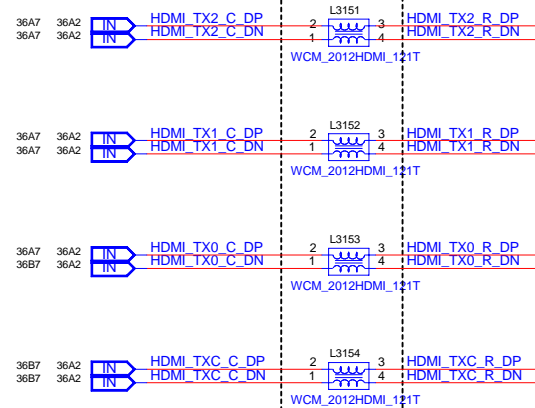 L3151
36A7 36A2 IN HDMI_TX2_C_DP 2 3 HDMI_TX2_R_DP
36A7 36A2 IN HDMI_TX2_C_DN 1 4 HDMI_TX2_R_DN
WCM_2012HDMI_121T
L3152
36A7 36A2 IN HDMI_TX1_C_DP 2 3 HDMI_TX1_R_DP
36A7 36A2 IN HDMI_TX1_C_DN 1 4 HDMI_TX1_R_DN
WCM_2012HDMI_121T
L3153
36A7 36A2 IN HDMI_TX0_C_DP 2 3 HDMI_TX0_R_DP
36B7 36A2 IN HDMI_TX0_C_DN 1 4 HDMI_TX0_R_DN
WCM_2012HDMI_121T
L3154
36B7 36A2 IN HDMI_TXC_C_DP 2 3 HDMI_TXC_R_DP
36B7 36A2 IN HDMI_TXC_C_DN 1 4 HDMI_TXC_R_DN
WCM_2012HDMI_121T